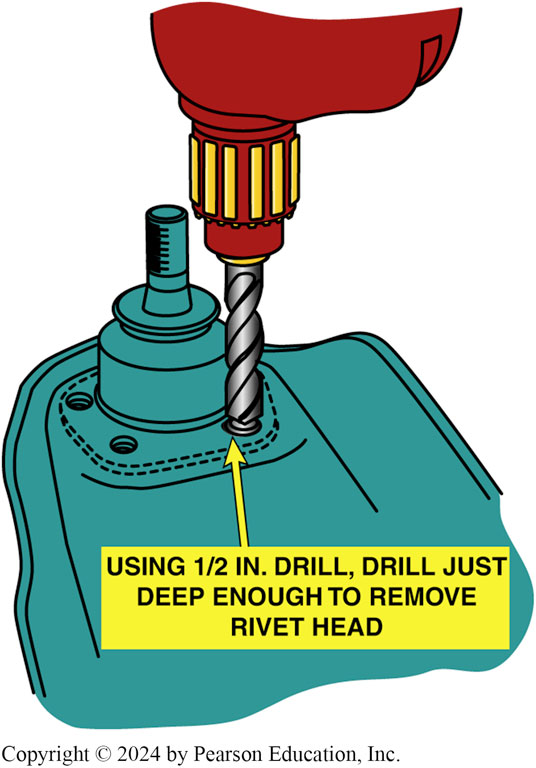 USING 1/2 IN. DRILL, DRILL JUST
DEEP ENOUGH TO REMOVE
RIVET HEAD
Copyright © 2024 by Pearson Education, Inc.